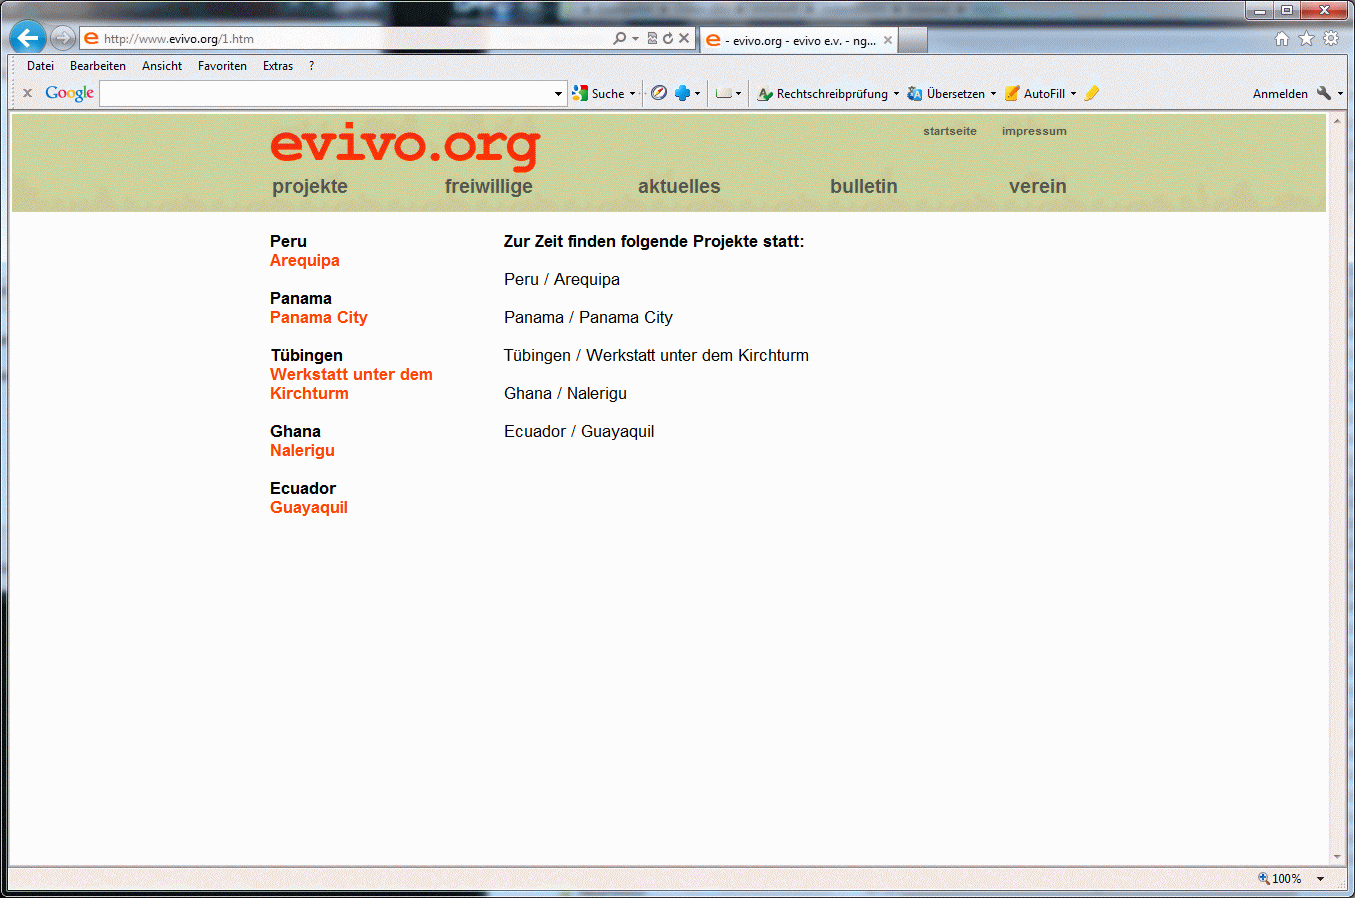 http://www.evivo.org/1.htm
- evivo.org - evivo e.v. - ng...
Datei Bearbeiten Ansicht Favoriten Extras ?
Google Suche Rechtschreibprüfung Übersetzen AutoFill Anmelden
evivo.org
startseite impressum
projekte freiwillige aktuelles bulletin verein
Peru
Arequipa
Panama
Panama City
Tübingen
Werkstatt unter dem
Kirchturm
Ghana
Nalerigu
Ecuador
Guayaquil
Zur Zeit finden folgende Projekte statt:
Peru / Arequipa
Panama / Panama City
Tübingen / Werkstatt unter dem Kirchturm
Ghana / Nalerigu
Ecuador / Guayaquil
100%